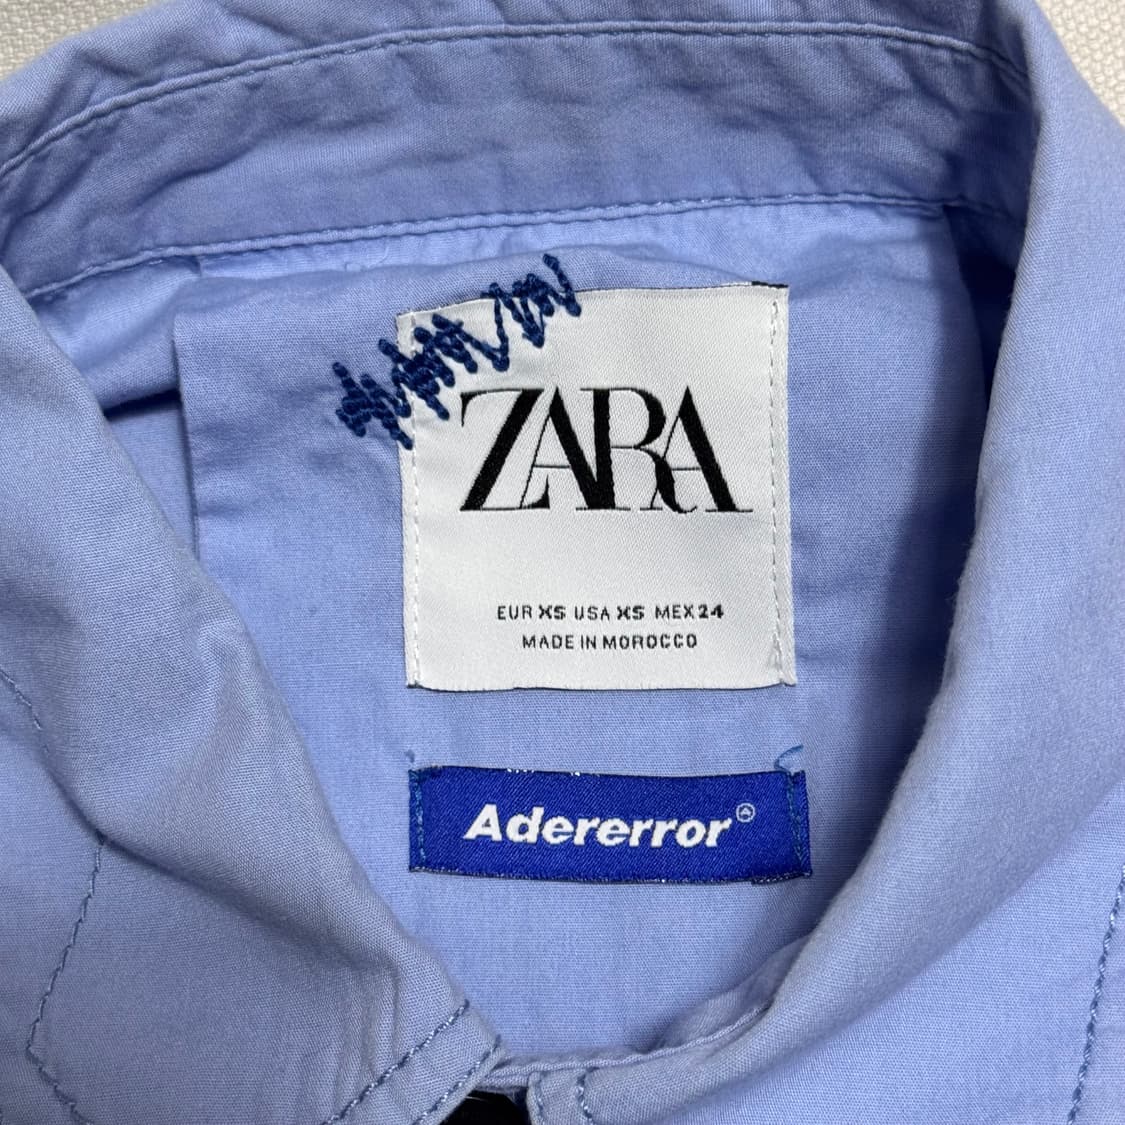 ZARA
EUR XS USA XS MEX 24
MADE IN MOROCCO
Adererror®